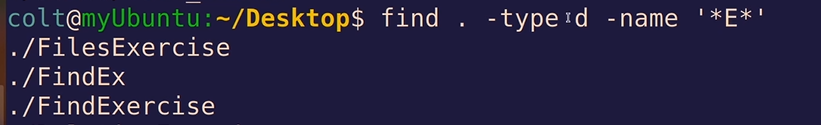 colt@myUbuntu:~/Desktop$ find . -type d -name '*E*'
./FilesExercise
./FindEx
./FindExercise